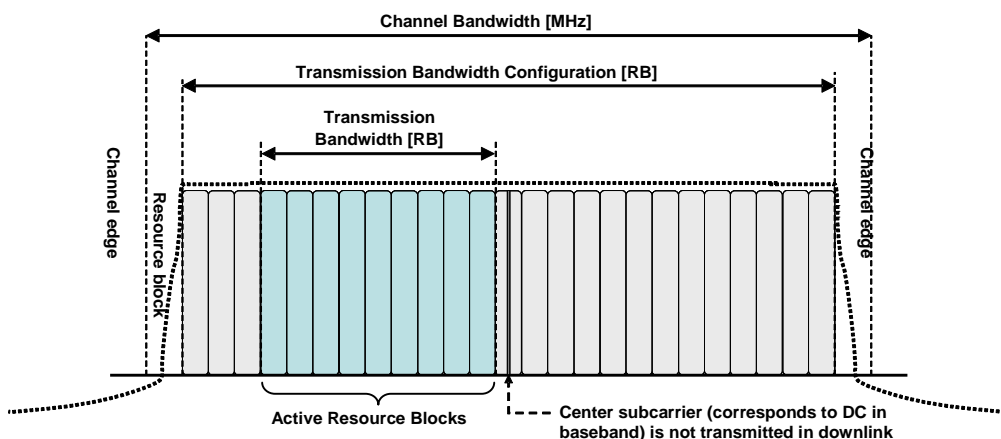 Channel Bandwidth [MHz]
Transmission Bandwidth Configuration [RB]
Transmission
Bandwidth [RB]
Channel edge
Resource block
Channel edge
Active Resource Blocks
Center subcarrier (corresponds to DC in
baseband) is not transmitted in downlink